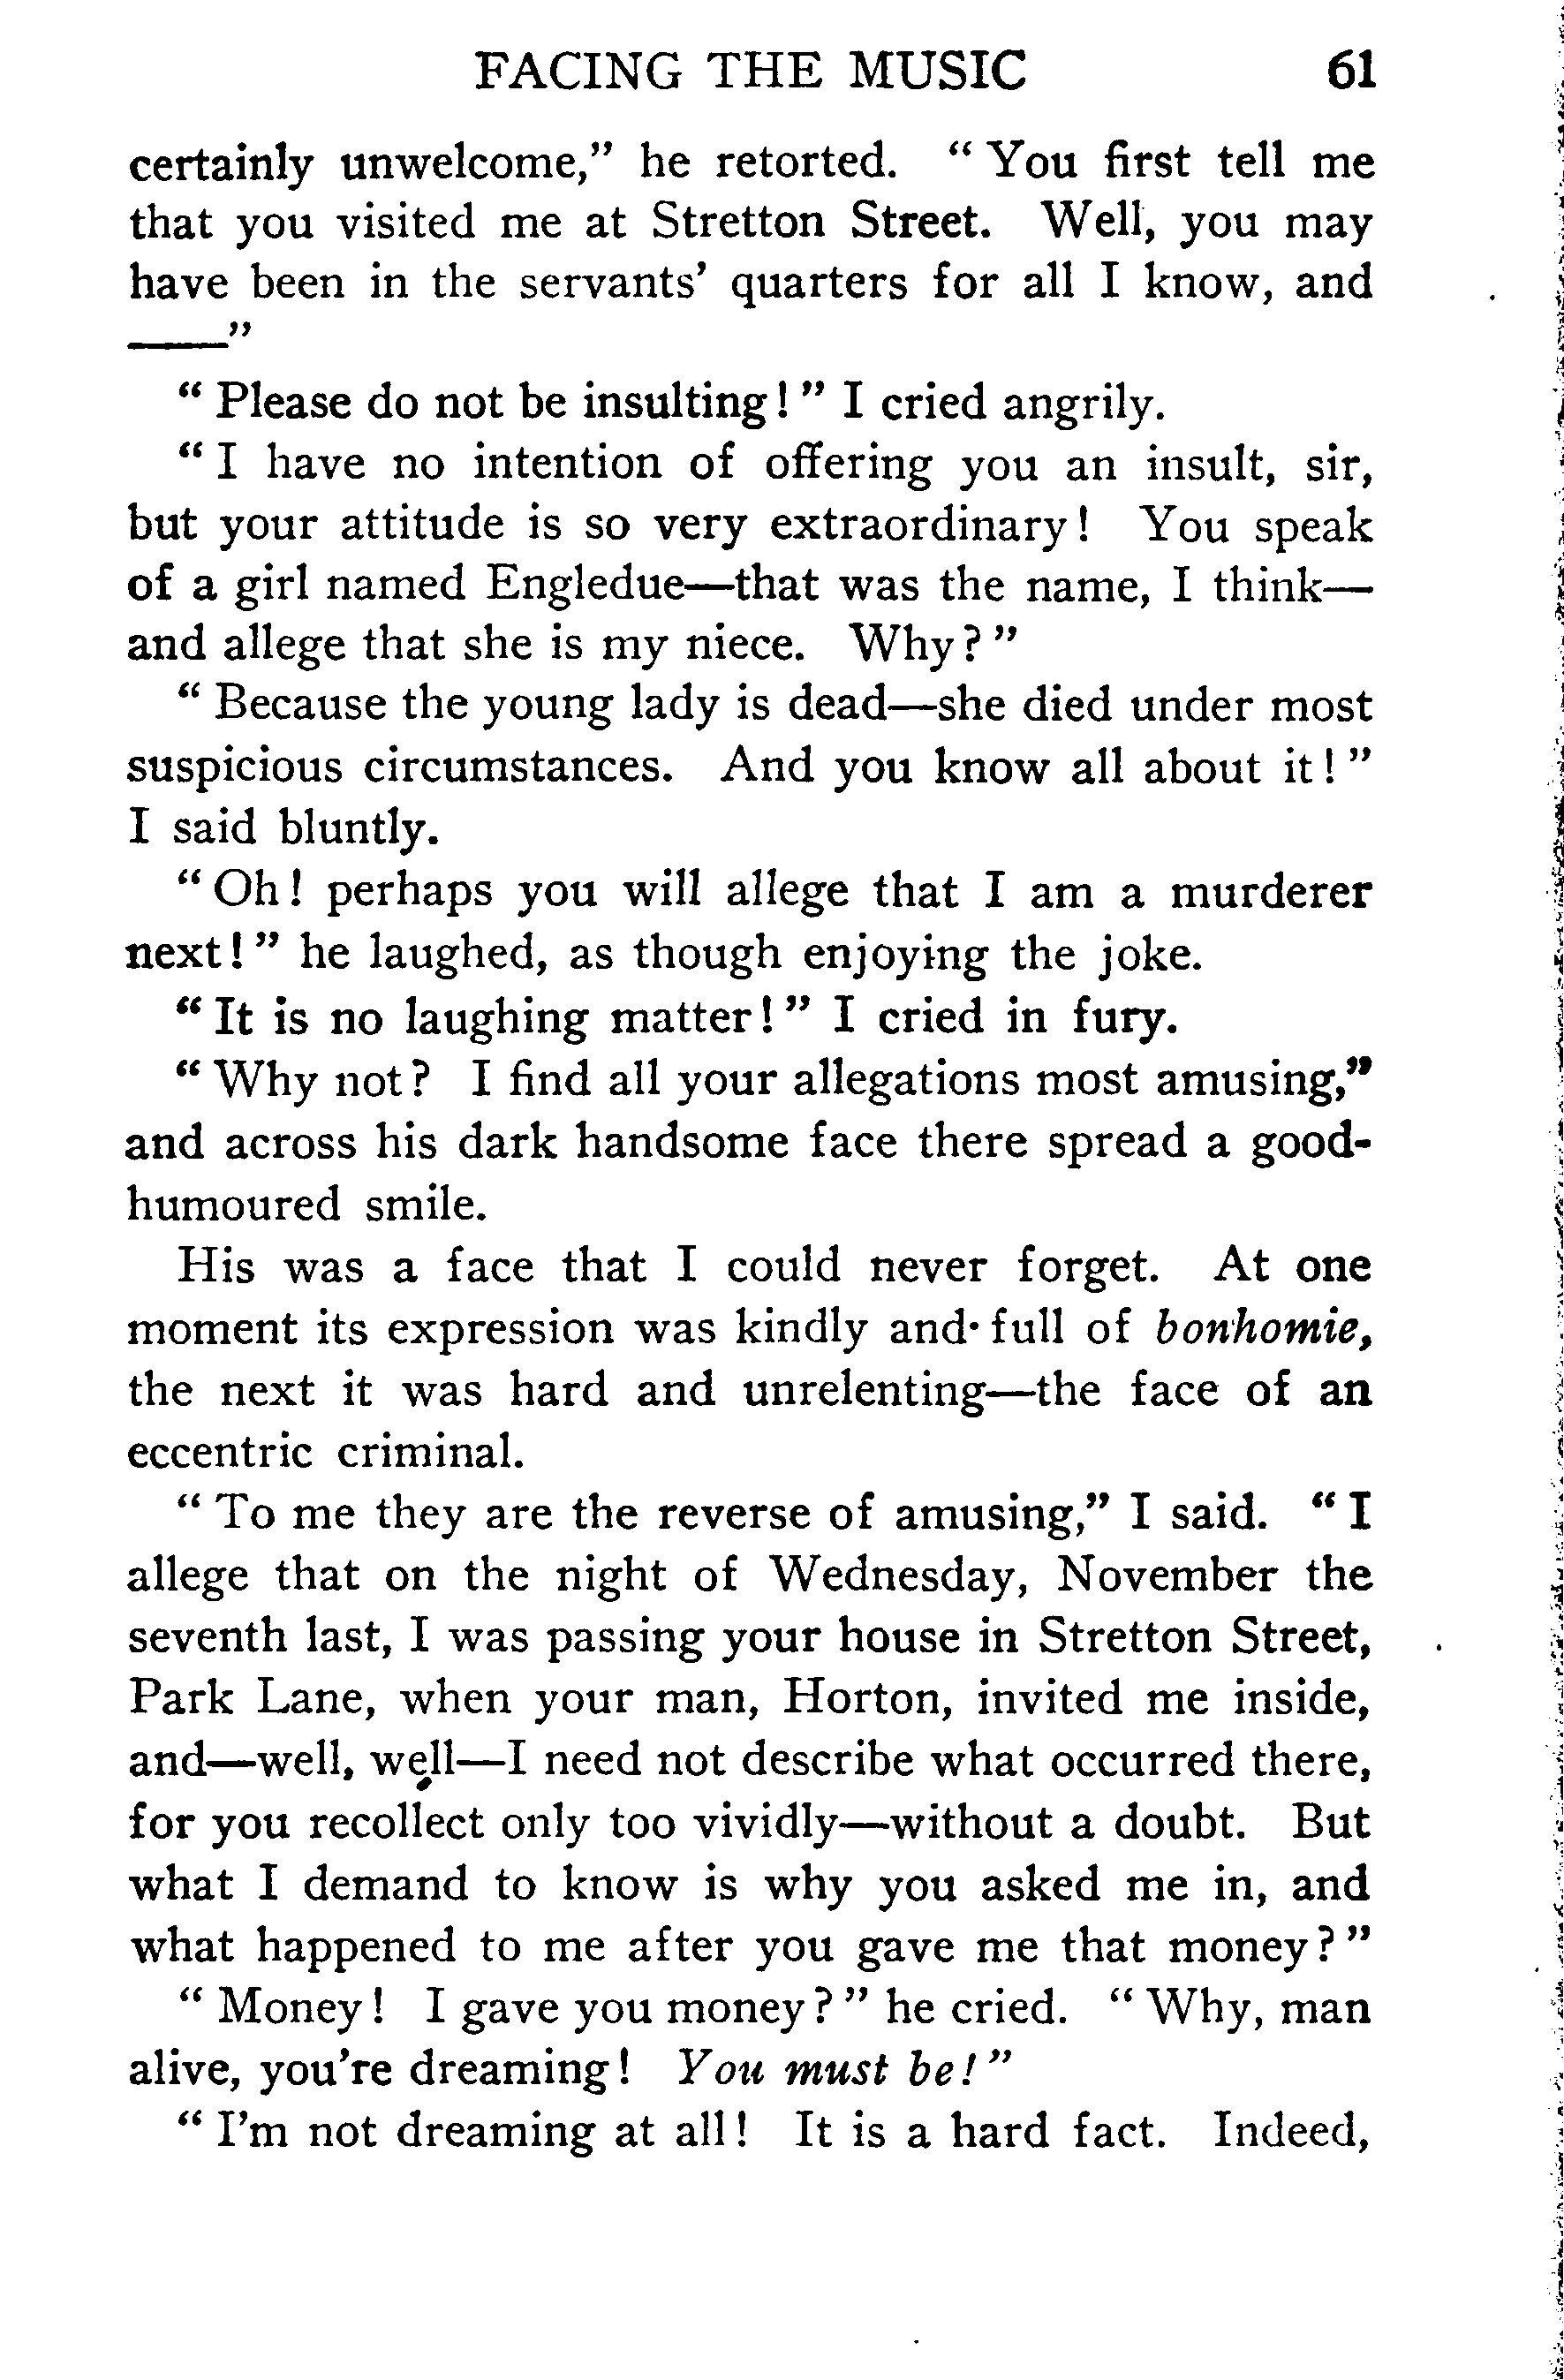 FACING THE MUSIC 61
certainly unwelcome,” he retorted. “ You first tell me
that you visited me at Stretton Street. Well, you may
have been in the servants’ quarters for all I know, and
——”
“ Please do not be insulting! ” I cried angrily.
“ I have no intention of offering you an insult, sir,
but your attitude is so very extraordinary! You speak
of a girl named Engledue—that was the name, I think—
and allege that she is my niece. Why? ”
“ Because the young lady is dead—she died under most
suspicious circumstances. And you know all about it! ”
I said bluntly.
“ Oh! perhaps you will allege that I am a murderer
next! ” he laughed, as though enjoying the joke.
“ It is no laughing matter! ” I cried in fury.
“ Why not? I find all your allegations most amusing,”
and across his dark handsome face there spread a good-
humoured smile.
His was a face that I could never forget. At one
moment its expression was kindly and full of bonhomie,
the next it was hard and unrelenting—the face of an
eccentric criminal.
“ To me they are the reverse of amusing,” I said. “ I
allege that on the night of Wednesday, November the
seventh last, I was passing your house in Stretton Street,
Park Lane, when your man, Horton, invited me inside,
and—well, well—I need not describe what occurred there,
for you recollect only too vividly—without a doubt. But
what I demand to know is why you asked me in, and
what happened to me after you gave me that money? ”
“ Money! I gave you money? ” he cried. “ Why, man
alive, you’re dreaming! You must be! ”
“ I’m not dreaming at all! It is a hard fact. Indeed,